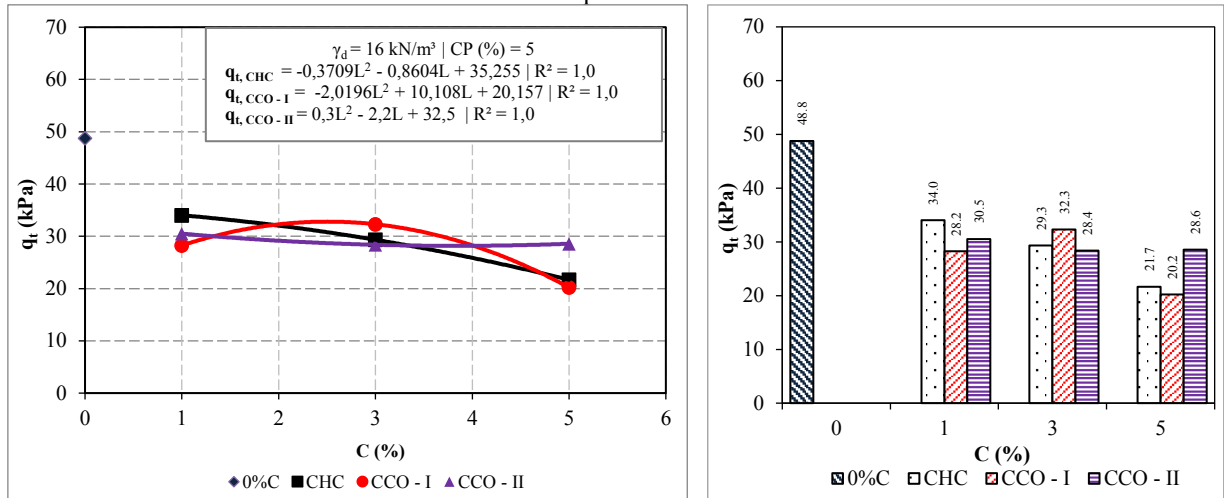 γd = 16 kN/m³ | CP (%) = 5
qt, CHC = -0,3709L² - 0,8604L + 35,255 | R² = 1,0
qt, CCO - I = -2,0196L² + 10,108L + 20,157 | R² = 1,0
qt, CCO - II = 0,3L² - 2,2L + 32,5 | R² = 1,0
70
60
50
40
30
20
10
0
qt (kPa)
0 1 2 3 4 5 6
C (%)
0%C CHC CCO - I CCO - II
70
60
50
40
30
20
10
0
qt (kPa)
48.8
34.0
28.2
30.5
29.3
32.3
28.4
21.7
20.2
28.6
0 1 3 5
C (%)
0%C CHC CCO - I CCO - II